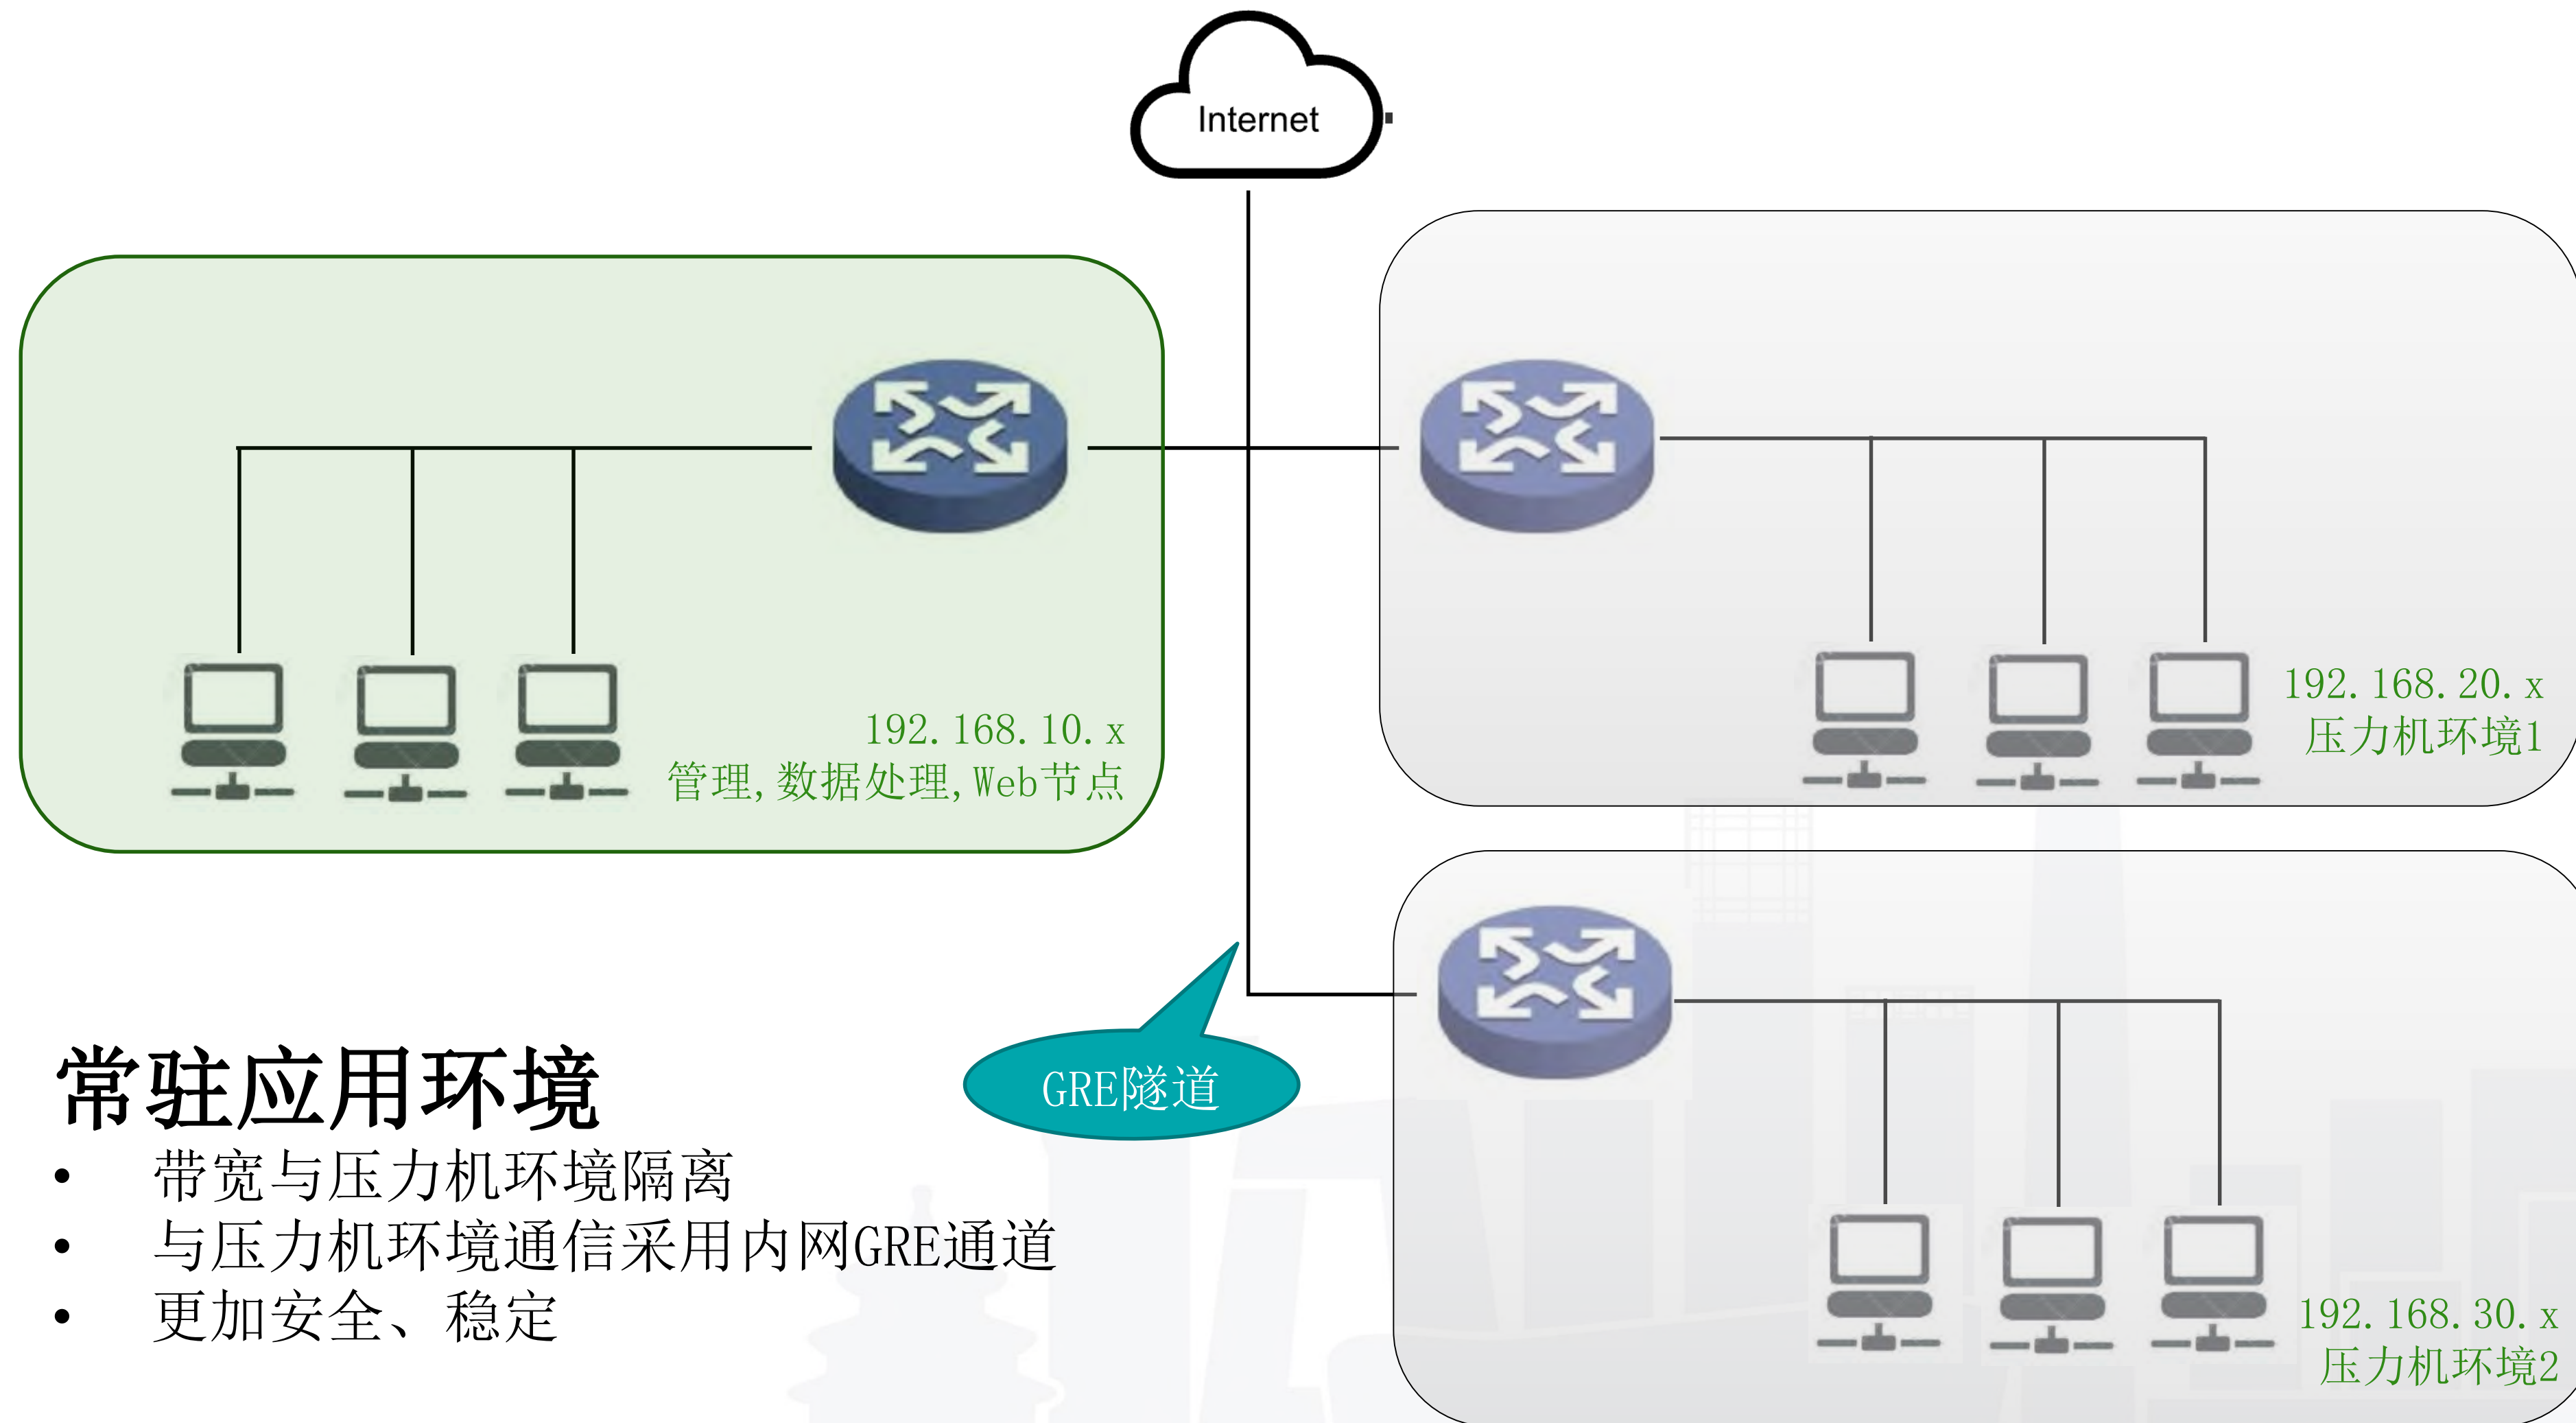 Internet
192.168.10.x
管理,数据处理,Web节点
192.168.20.x
压力机环境1
GRE隧道
常驻应用环境
• 带宽与压力机环境隔离
• 与压力机环境通信采用内网GRE通道
• 更加安全、稳定
192.168.30.x
压力机环境2